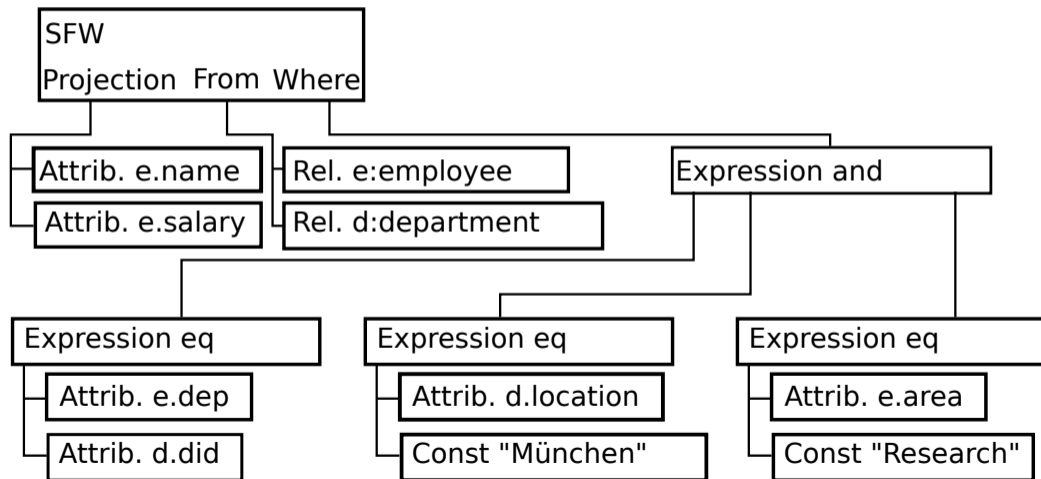 SFW
Projection From Where
Attrib. e.name
Rel. e:employee
Expression and
Attrib. e.salary
Rel. d:department
Expression eq
Expression eq
Expression eq
Attrib. e.dep
Attrib. d.location
Attrib. e.area
Attrib. d.did
Const "München"
Const "Research"